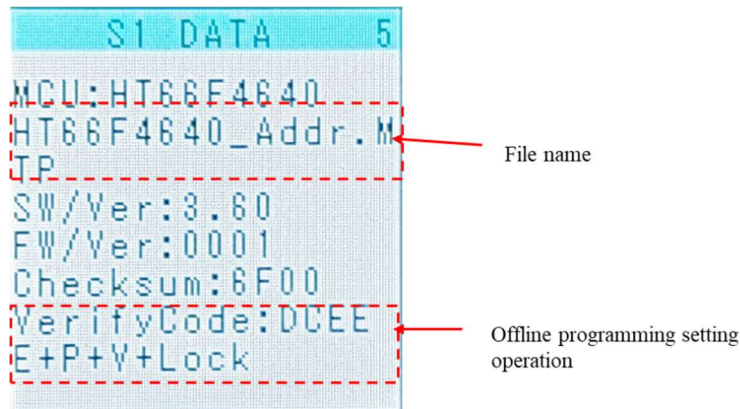 S1 DATA 5
MCU:HT66F4640
HT66F4640_Addr.M
TP
File name
SW/Ver:3.60
FW/Ver:0001
Checksum:6F00
VerifyCode:DCEE
E+P+V+Lock
Offline programming setting
operation